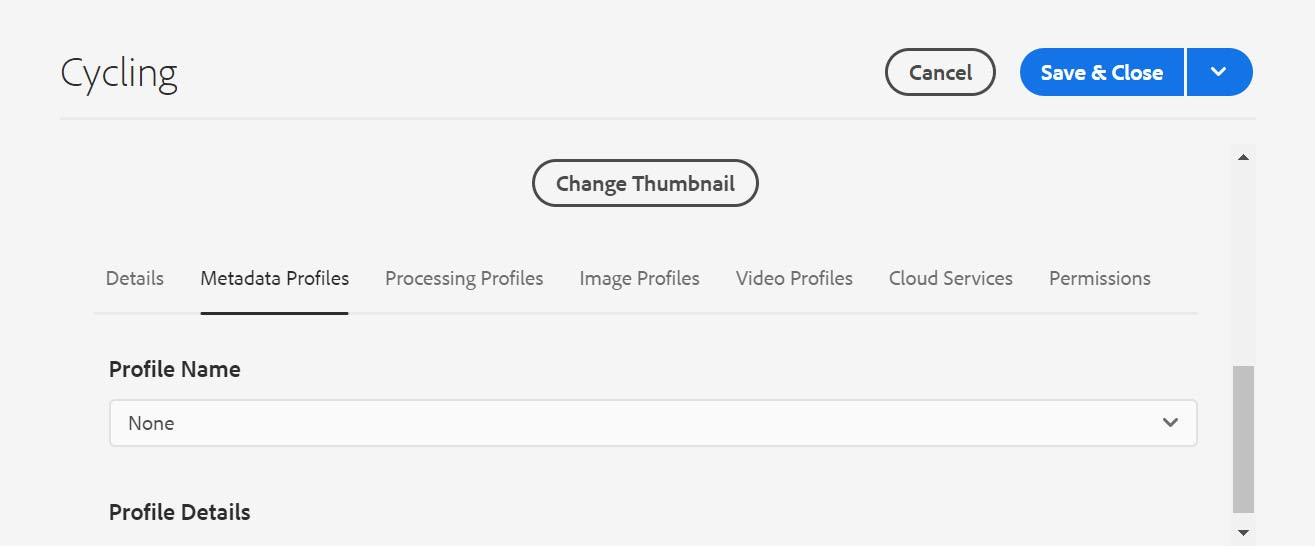 Cycling
Cancel
Save & Close
Change Thumbnail
Details Metadata Profiles Processing Profiles Image Profiles Video Profiles Cloud Services Permissions
Profile Name
None
Profile Details